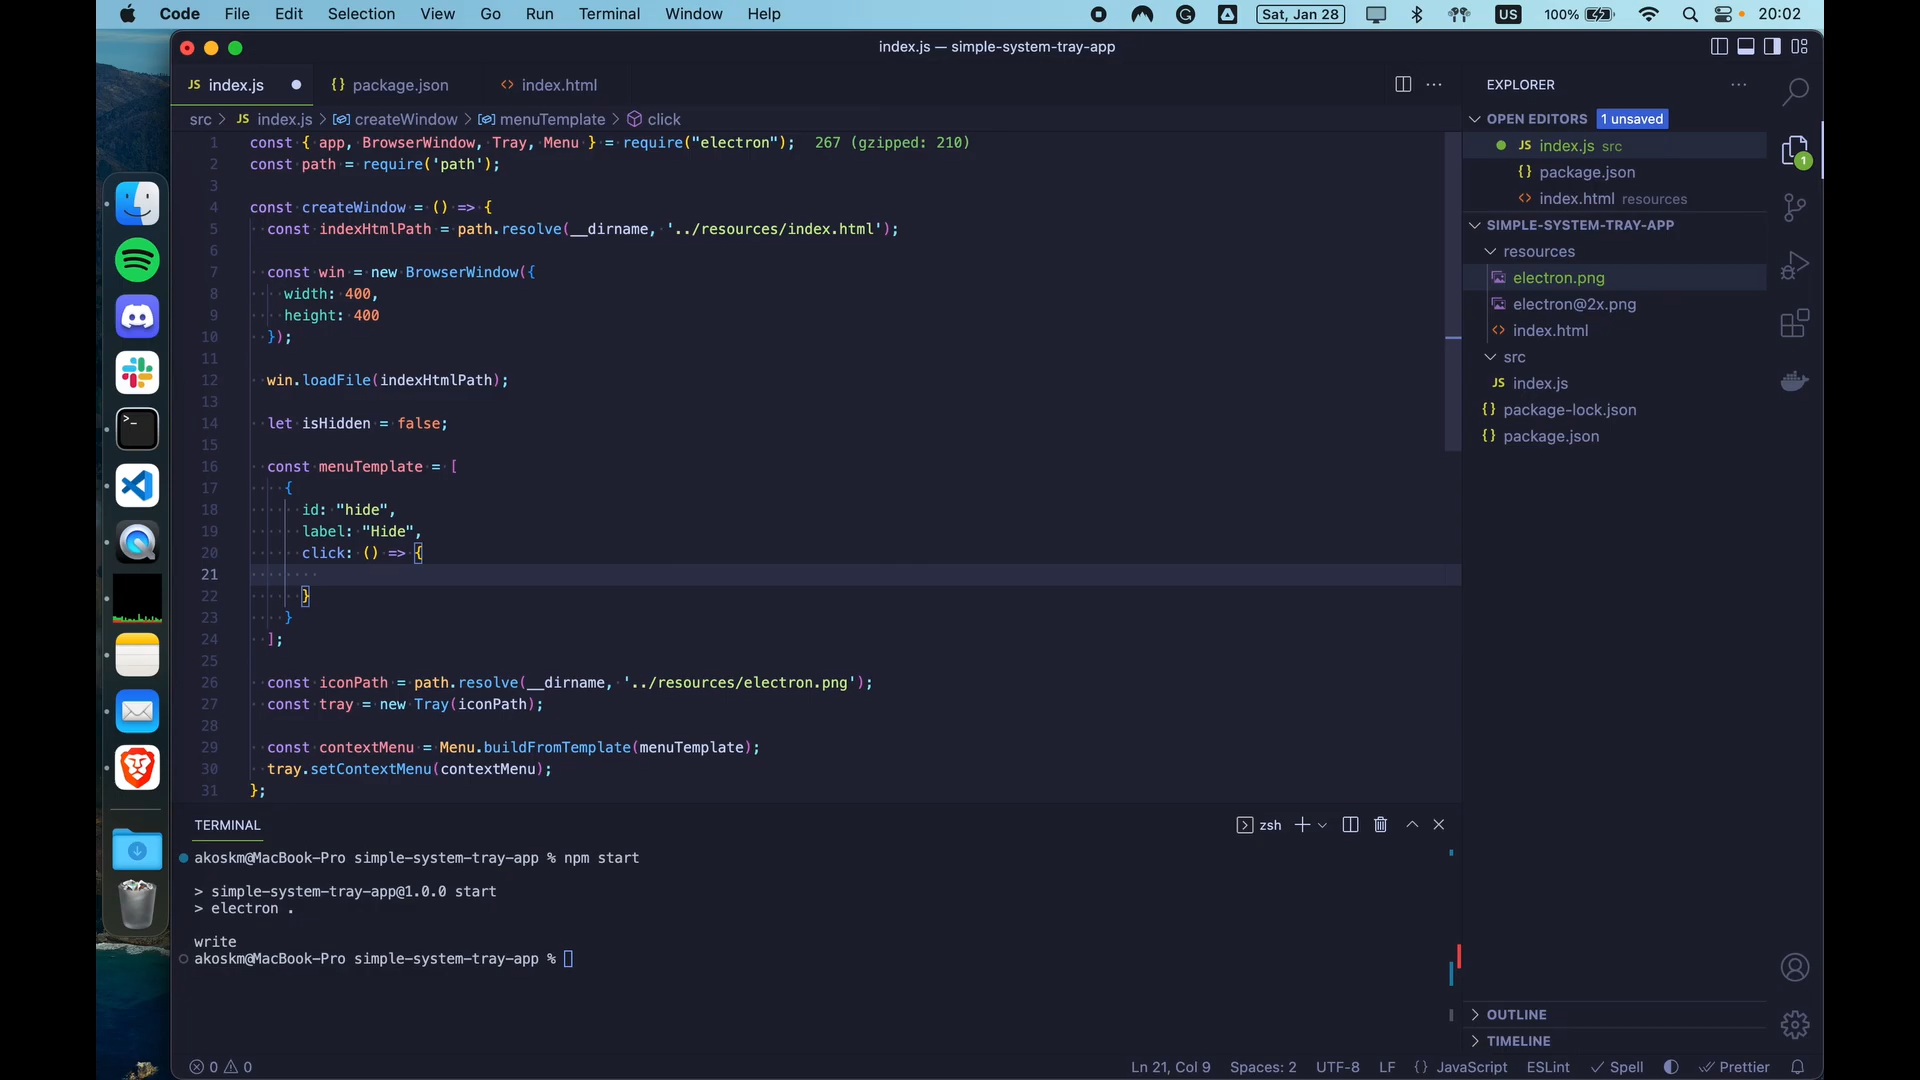 Code File Edit Selection View Go Run Terminal Window Help Sat, Jan 28 US 100% 20:02
index.js — simple-system-tray-app
JS index.js {} package.json <> index.html
src > JS index.js > createWindow > menuTemplate > click
1 const { app, BrowserWindow, Tray, Menu } = require("electron"); 267 (gzipped: 210)
2 const path = require('path');
3
4 const createWindow = () => {
5 const indexHtmlPath = path.resolve(__dirname, '../resources/index.html');
6
7 const win = new BrowserWindow({
8 width: 400,
9 height: 400
10 });
11
12 win.loadFile(indexHtmlPath);
13
14 let isHidden = false;
15
16 const menuTemplate = [
17 {
18 id: "hide",
19 label: "Hide",
20 click: () => {
21
22 }
23 }
24 ];
25
26 const iconPath = path.resolve(__dirname, '../resources/electron.png');
27 const tray = new Tray(iconPath);
28
29 const contextMenu = Menu.buildFromTemplate(menuTemplate);
30 tray.setContextMenu(contextMenu);
31 };
EXPLORER
OPEN EDITORS 1 unsaved
JS index.js src
{} package.json
<> index.html resources
SIMPLE-SYSTEM-TRAY-APP
resources
electron.png
electron@2x.png
<> index.html
src
JS index.js
{} package-lock.json
{} package.json
OUTLINE
TIMELINE
1
TERMINAL
zsh
akoskm@MacBook-Pro simple-system-tray-app % npm start
> simple-system-tray-app@1.0.0 start
> electron .
write
akoskm@MacBook-Pro simple-system-tray-app %
0 0 Ln 21, Col 9 Spaces: 2 UTF-8 LF {} JavaScript ESLint Spell Prettier